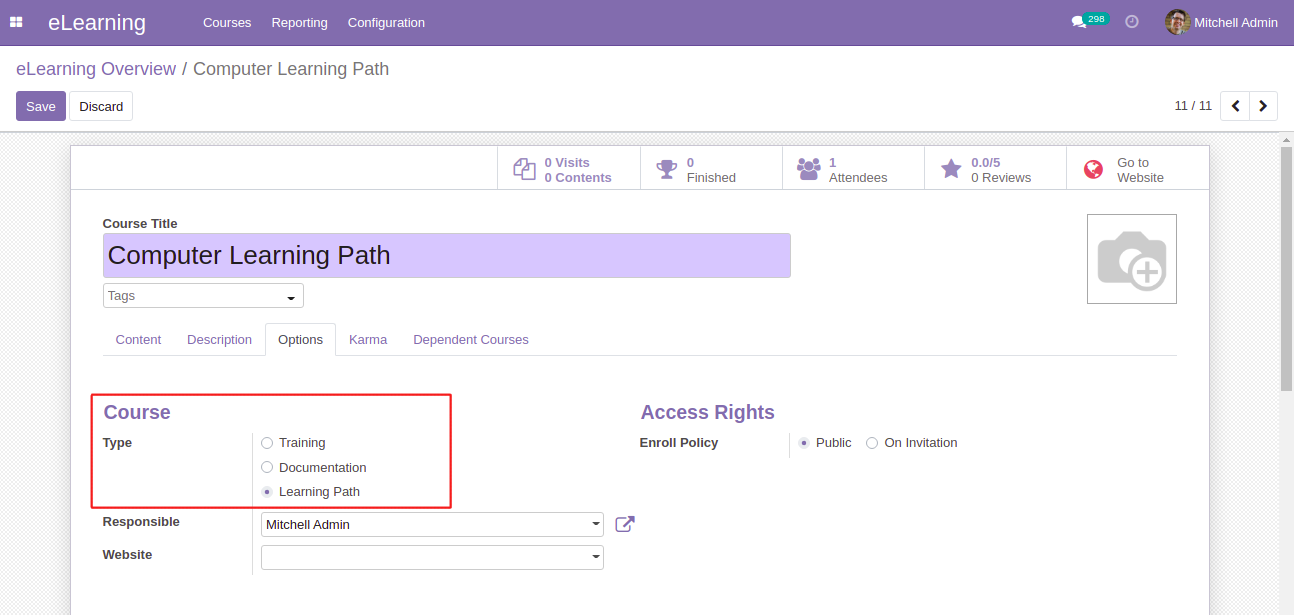 eLearning Courses Reporting Configuration 298 Mitchell Admin
eLearning Overview / Computer Learning Path
Save Discard 11 / 11
0 Visits
0 Contents
0
Finished
1
Attendees
0.0/5
0 Reviews
Go to
Website
Course Title
Computer Learning Path
Tags
Content Description Options Karma Dependent Courses
Course Access Rights
Type Training Enroll Policy Public On Invitation
Documentation
Learning Path
Responsible Mitchell Admin
Website